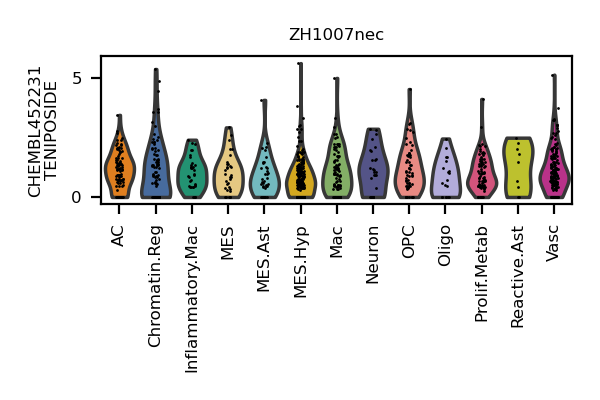 ZH1007nec
CHEMBL452231
TENIPOSIDE
5
0
AC
Chromatin.Reg
Inflammatory.Mac
MES
MES.Ast
MES.Hyp
Mac
Neuron
OPC
Oligo
Prolif.Metab
Reactive.Ast
Vasc